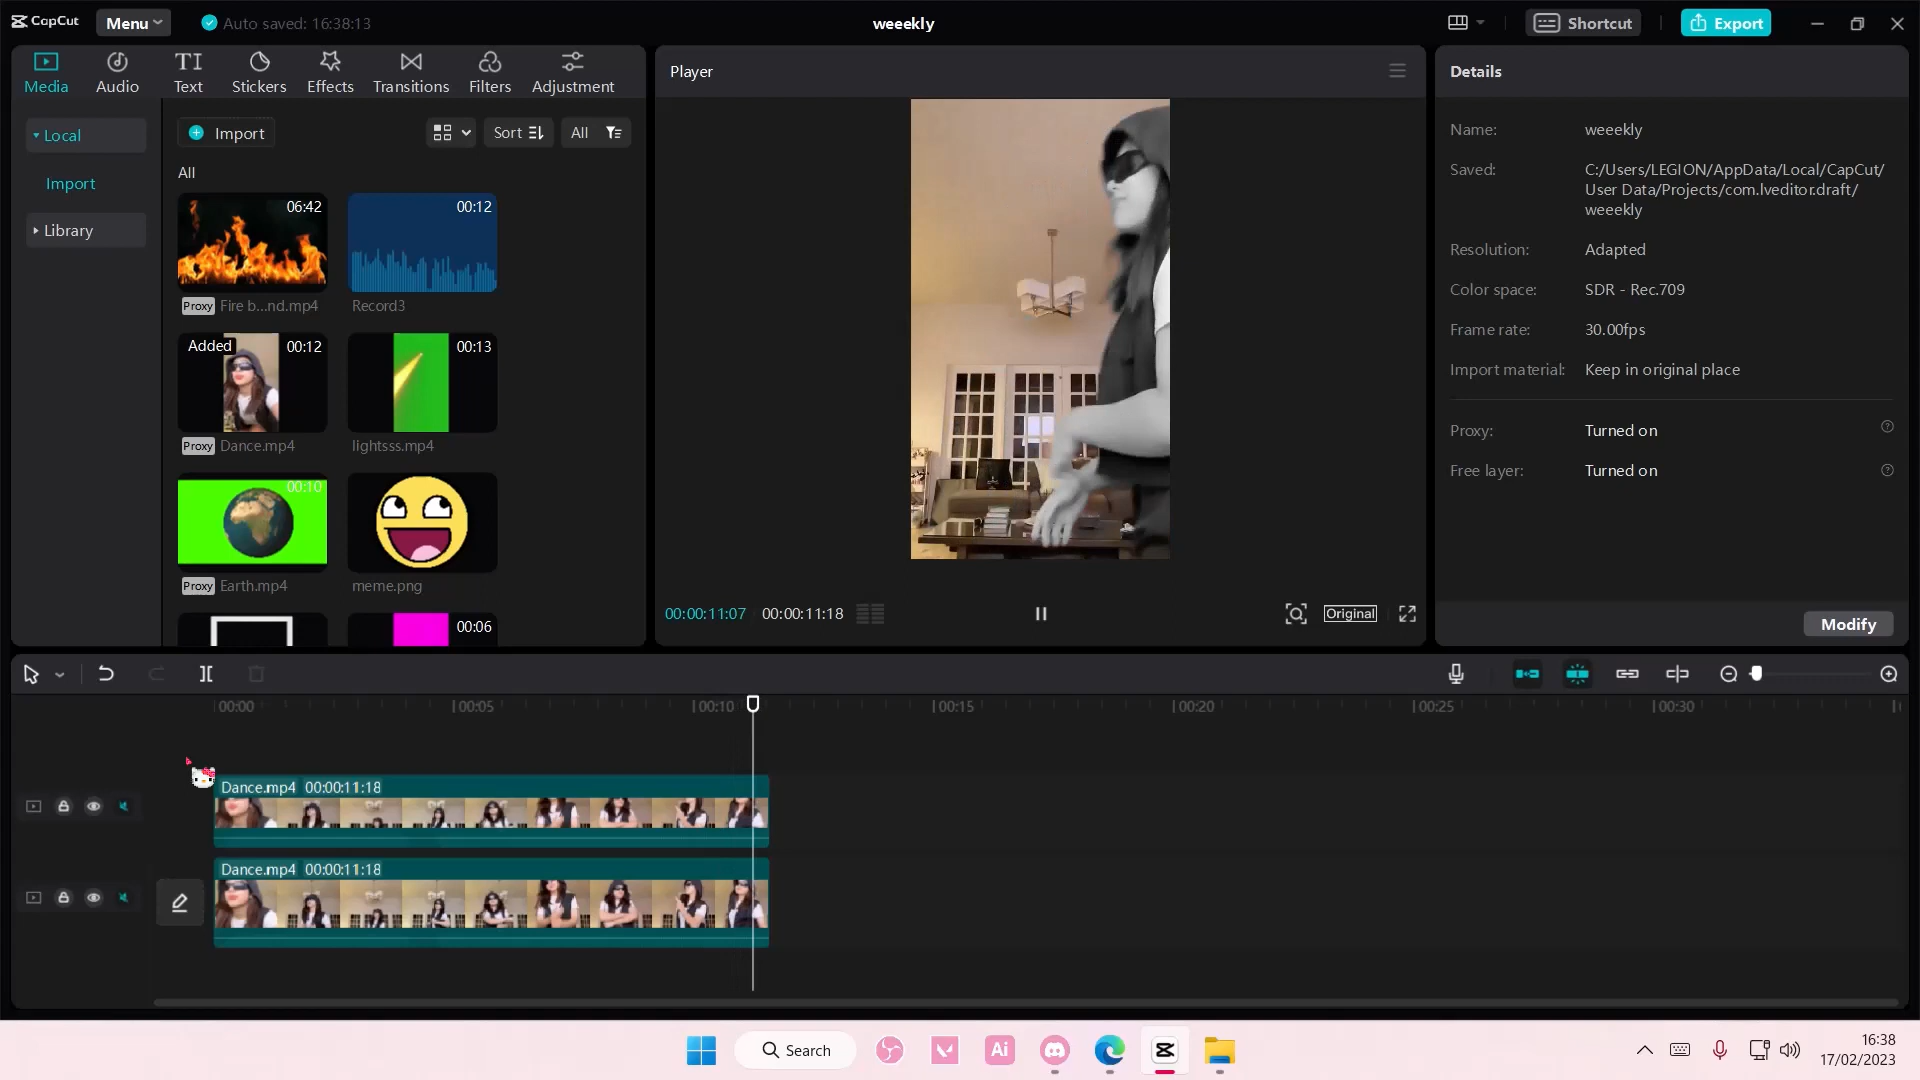 CapCut
Menu
Auto saved: 16:38:13
weeekly
Shortcut
Export
Media
Audio
TI
Text
Stickers
Effects
Transitions
Filters
Adjustment
Local
Import
Library
Import
Sort
All
All
06:42
Proxy Fire b...nd.mp4
00:12
Record3
Added
00:12
Proxy Dance.mp4
00:13
lightsss.mp4
00:10
Proxy Earth.mp4
meme.png
00:06
Player
00:00:11:07
00:00:11:18
Original
Details
Name:
weeekly
Saved:
C:/Users/LEGION/AppData/Local/CapCut/
User Data/Projects/com.lveditor.draft/
weeekly
Resolution:
Adapted
Color space:
SDR - Rec.709
Frame rate:
30.00fps
Import material:
Keep in original place
Proxy:
Turned on
Free layer:
Turned on
Modify
00:00
00:05
00:10
00:15
00:20
00:25
00:30
Dance.mp4 00:00:11:18
Dance.mp4 00:00:11:18
Search
Ai
16:38
17/02/2023